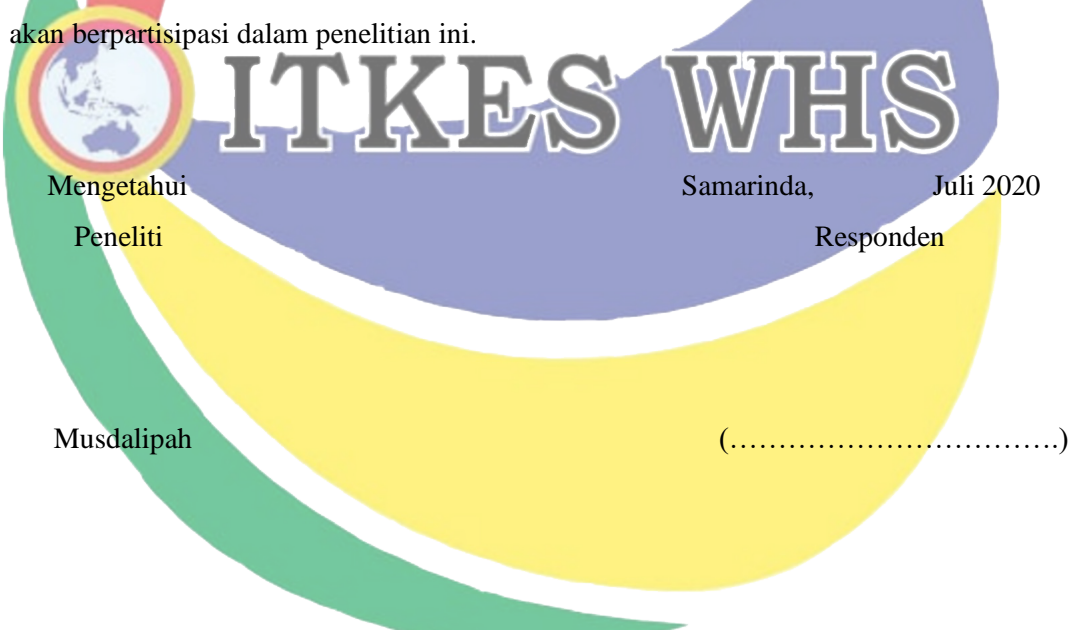 akan berpartisipasi dalam penelitian ini.
ITKES WHS
Mengetahui Samarinda, Juli 2020
Peneliti Responden
Musdalipah (……………………………….)